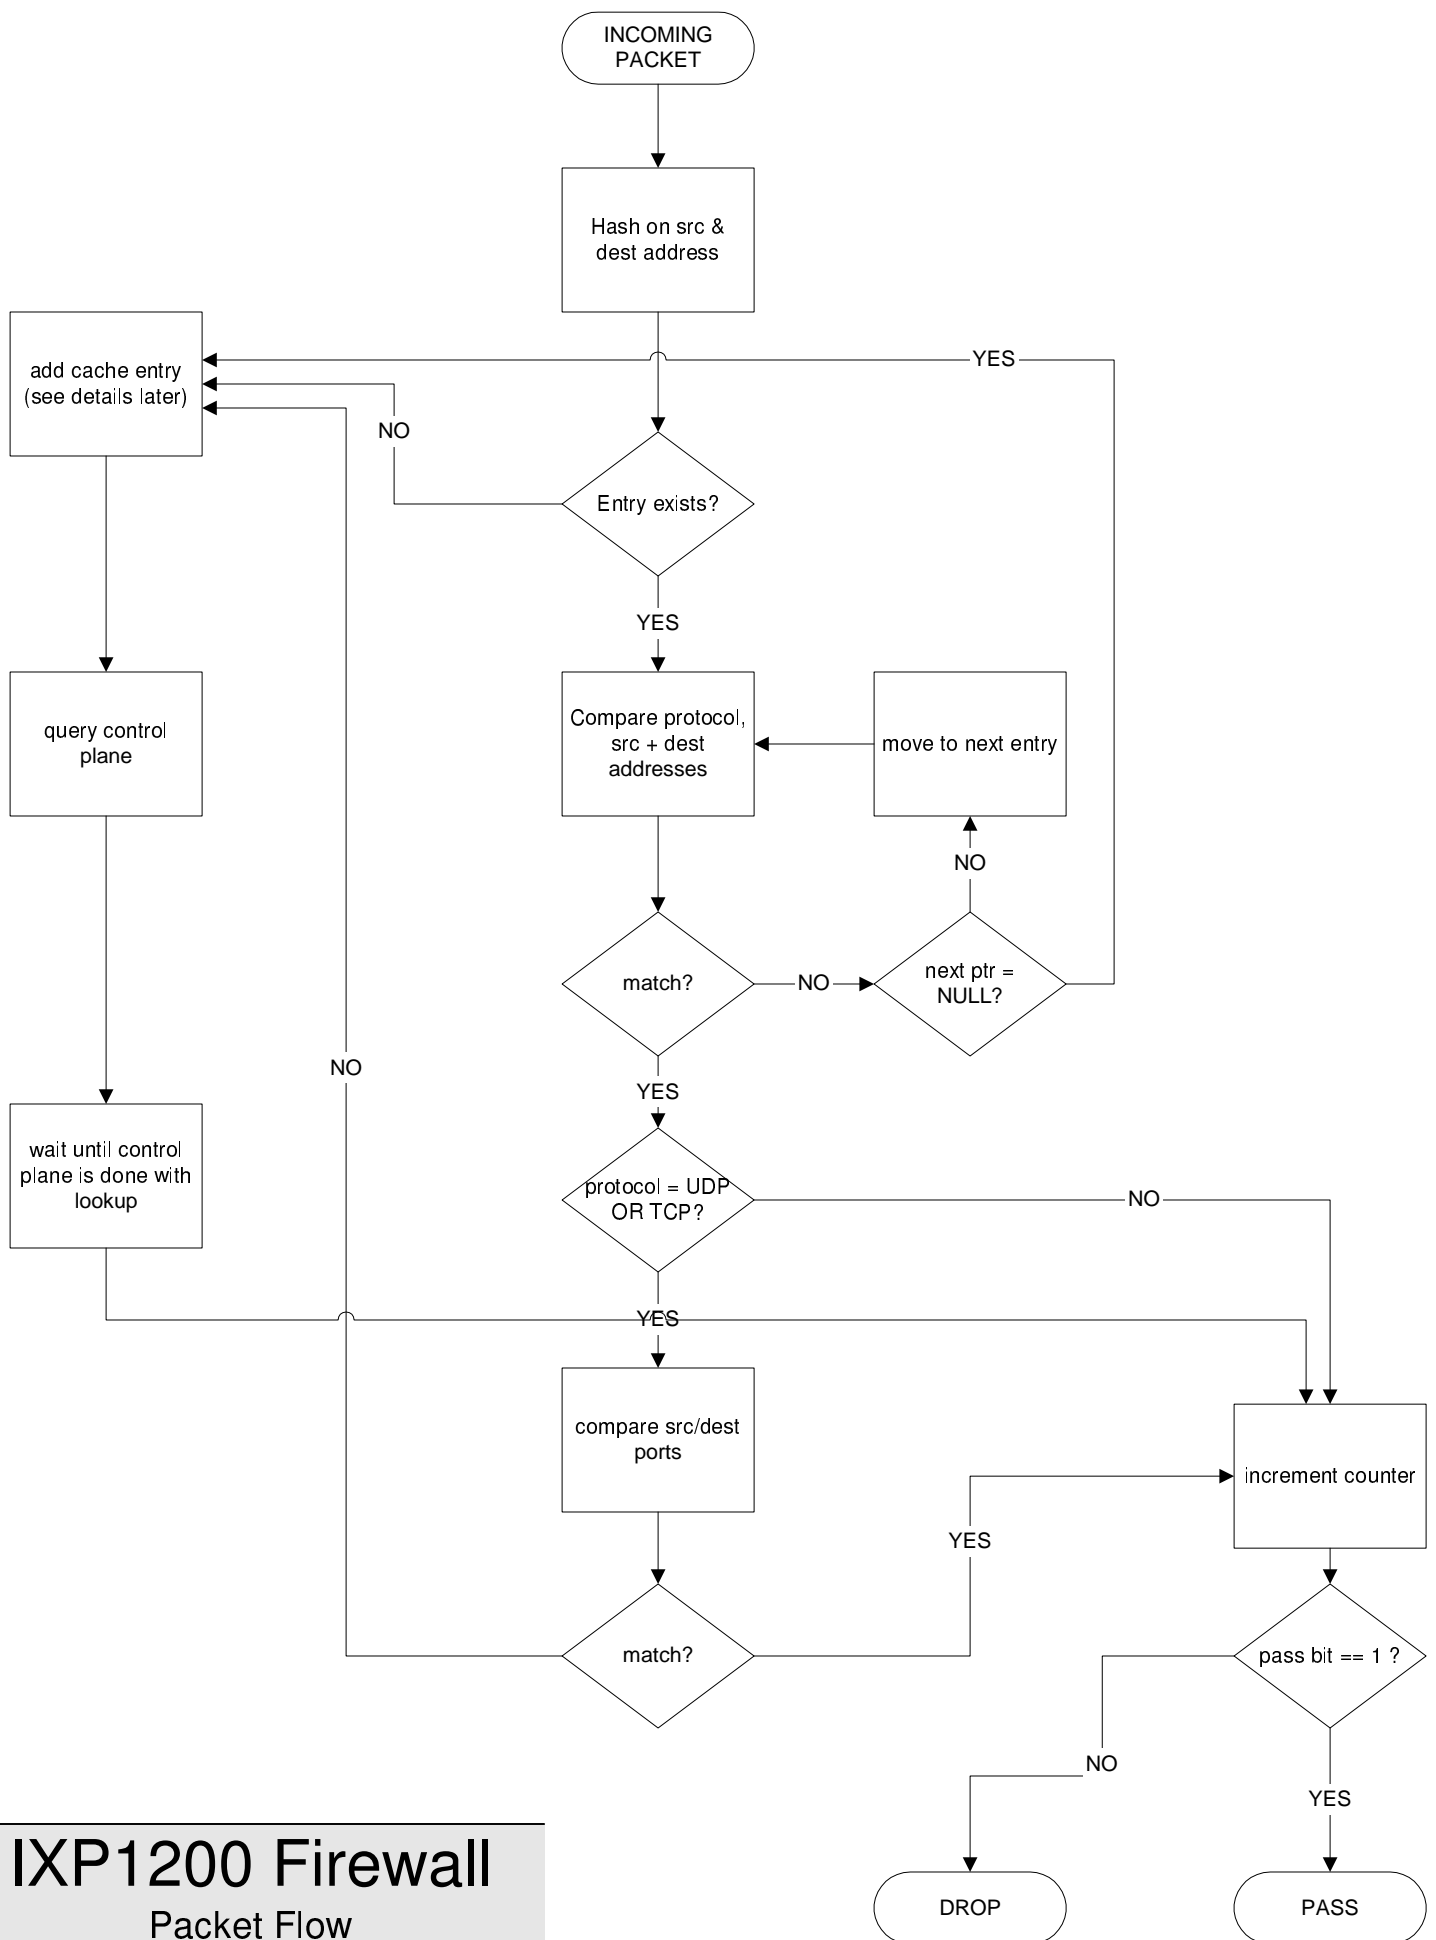 INCOMING
PACKET
Hash on src &
dest address
add cache entry
(see details later)
YES
NO
Entry exists?
YES
query control
plane
Compare protocol,
src + dest
addresses
move to next entry
NO
match?
NO
next ptr =
NULL?
NO
YES
wait until control
plane is done with
lookup
protocol = UDP
OR TCP?
NO
YES
compare src/dest
ports
increment counter
YES
match?
pass bit == 1 ?
NO
YES
IXP1200 Firewall
Packet Flow
DROP
PASS